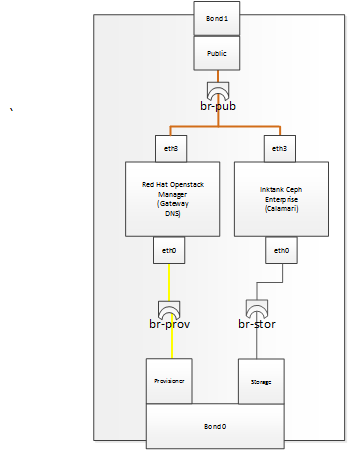 Bond1
Public
br-pub
eth3
eth3
Red Hat Openstack
Manager
(Gateway
DNS)
Inktank Ceph
Enterprise
(Calamari)
eth0
eth0
br-prov
br-stor
Provisioner
Storage
Bond0